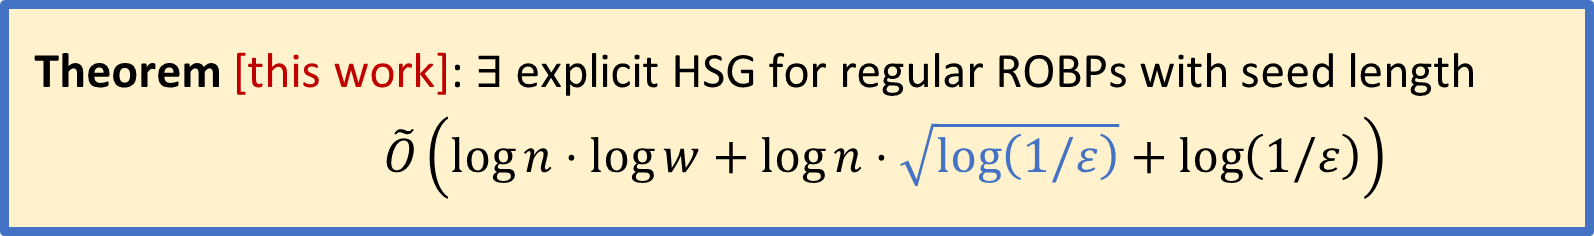 Theorem [this work]: ∃ explicit HSG for regular ROBPs with seed length
Õ(log n · log w + log n · √log(1/ε) + log(1/ε))